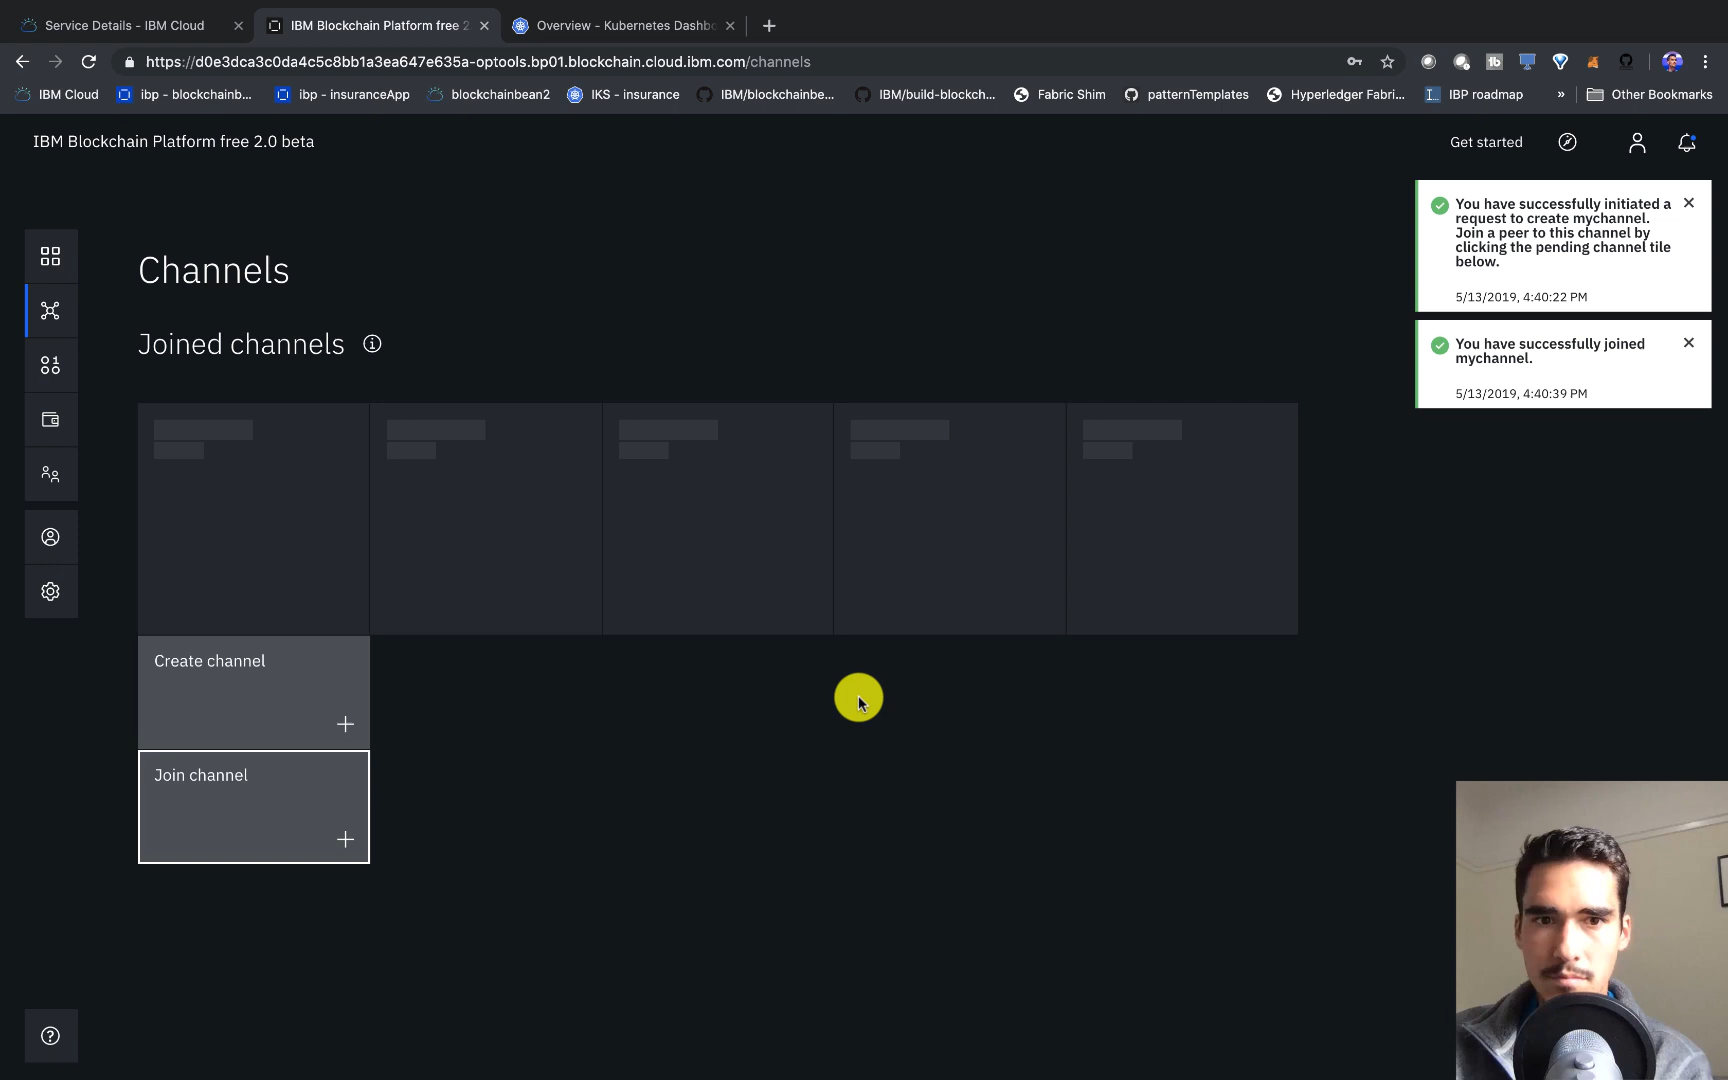 Service Details - IBM Cloud
IBM Blockchain Platform free 2
Overview - Kubernetes Dashbo
https://d0e3dca3c0da4c5c8bb1a3ea647e635a-optools.bp01.blockchain.cloud.ibm.com/channels
IBM Cloud
ibp - blockchainb...
ibp - insuranceApp
blockchainbean2
IKS - insurance
IBM/blockchainbe...
IBM/build-blockch...
Fabric Shim
patternTemplates
Hyperledger Fabri...
IBP roadmap
»
Other Bookmarks
IBM Blockchain Platform free 2.0 beta
Get started
You have successfully initiated a
request to create mychannel.
Join a peer to this channel by
clicking the pending channel tile
below.
5/13/2019, 4:40:22 PM
You have successfully joined
mychannel.
5/13/2019, 4:40:39 PM
Channels
Joined channels
Create channel
Join channel